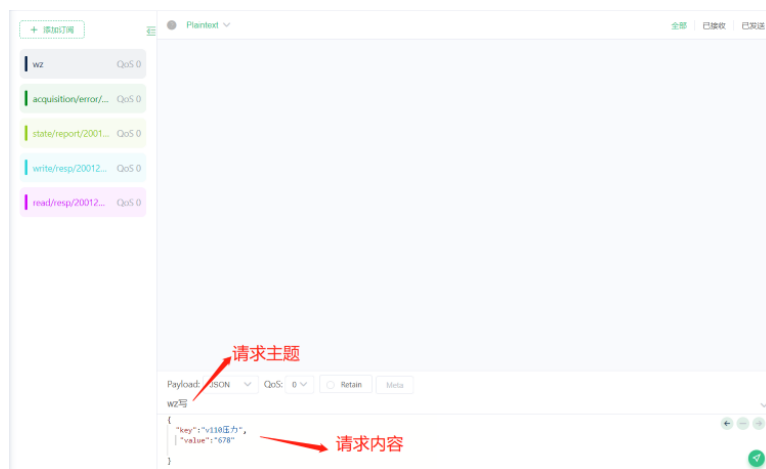 + 添加订阅
Plaintext
全部 已接收 已发送
wz QoS 0
acquisition/error/... QoS 0
state/report/2001... QoS 0
write/resp/20012... QoS 0
read/resp/20012... QoS 0
请求主题
Payload: JSON QoS: 0 Retain Meta
wz写
{
"key":"v110压力",
"value":"678"
请求内容
}